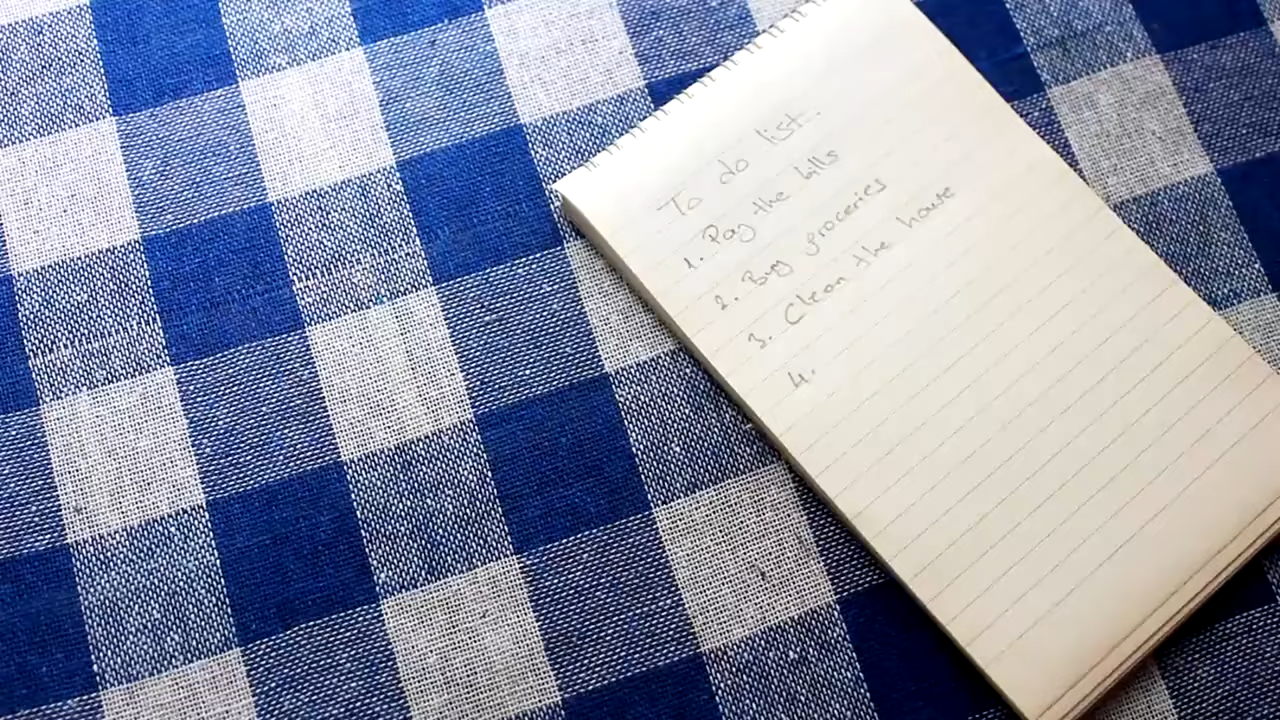 To do list.
1. Pay the bills
2. Buy groceries
3. Clean the house
4.